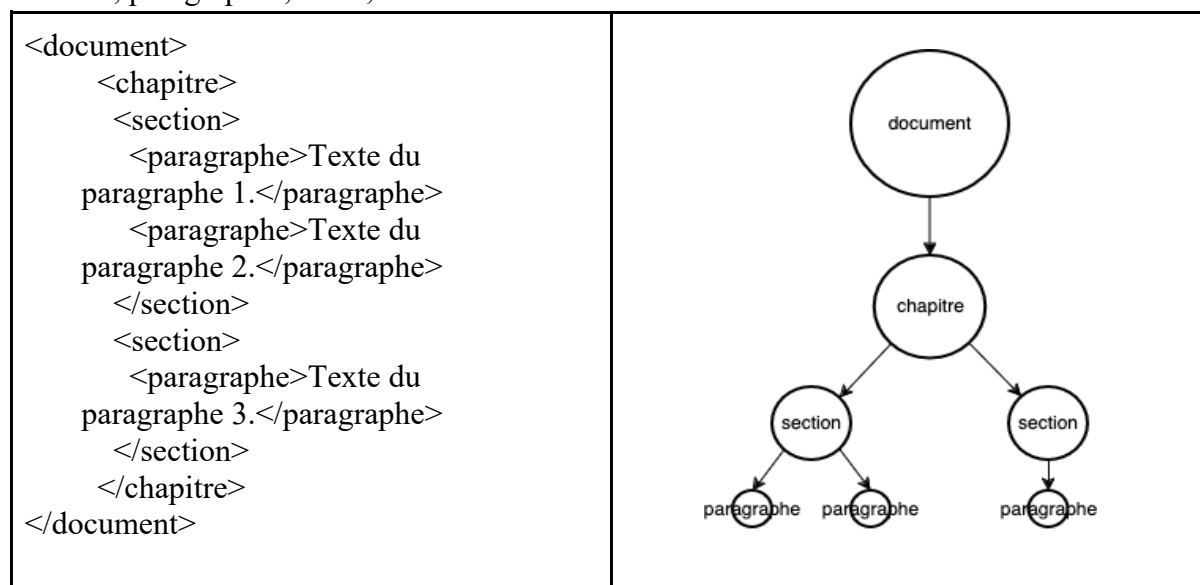 <document>
<chapitre>
<section>
<paragraphe>Texte du
paragraphe 1.</paragraphe>
<paragraphe>Texte du
paragraphe 2.</paragraphe>
</section>
<section>
<paragraphe>Texte du
paragraphe 3.</paragraphe>
</section>
</chapitre>
</document>
document
chapitre
section section
paragraphe paragraphe paragraphe